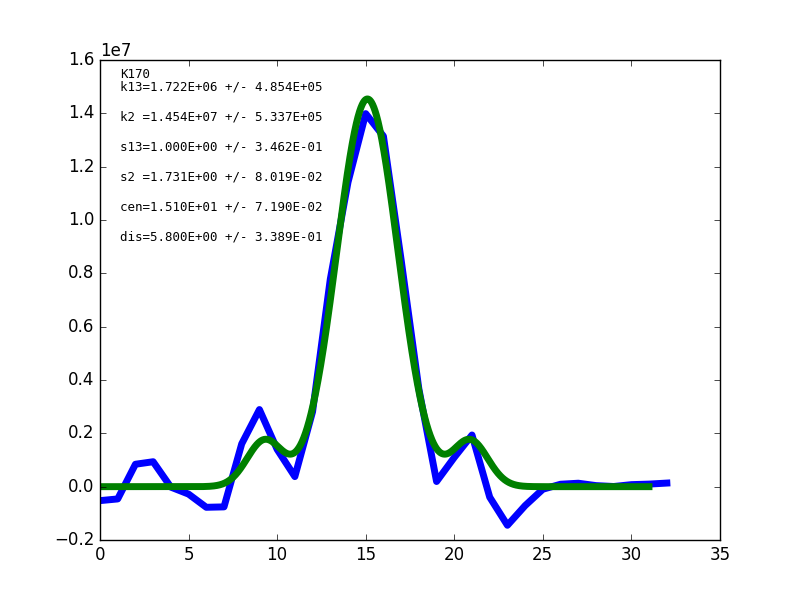 1e7
K170
k13=1.722E+06 +/- 4.854E+05
k2 =1.454E+07 +/- 5.337E+05
s13=1.000E+00 +/- 3.462E-01
s2 =1.731E+00 +/- 8.019E-02
cen=1.510E+01 +/- 7.190E-02
dis=5.800E+00 +/- 3.389E-01
1.6
1.4
1.2
1.0
0.8
0.6
0.4
0.2
0.0
−0.2
0 5 10 15 20 25 30 35